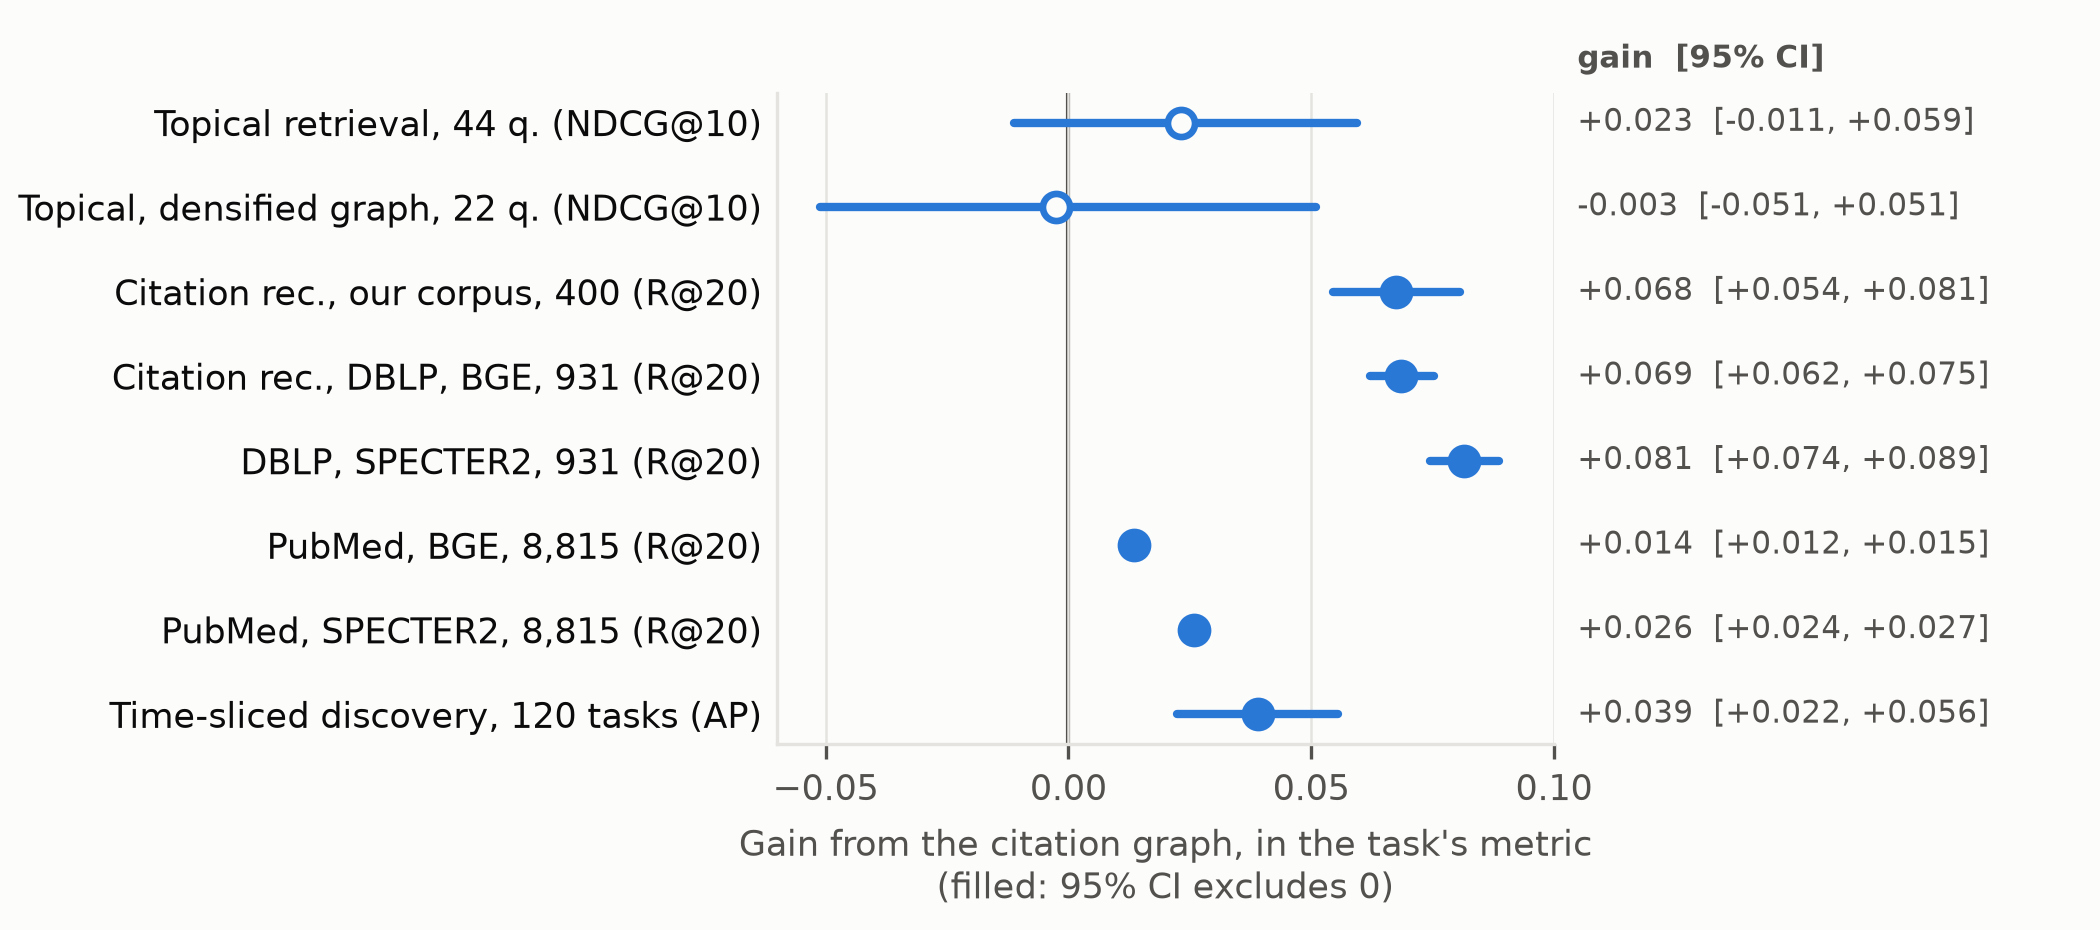 gain  [95% CI]
Topical retrieval, 44 q. (NDCG@10) +0.023  [-0.011, +0.059]
Topical, densified graph, 22 q. (NDCG@10) -0.003  [-0.051, +0.051]
Citation rec., our corpus, 400 (R@20) +0.068  [+0.054, +0.081]
Citation rec., DBLP, BGE, 931 (R@20) +0.069  [+0.062, +0.075]
DBLP, SPECTER2, 931 (R@20) +0.081  [+0.074, +0.089]
PubMed, BGE, 8,815 (R@20) +0.014  [+0.012, +0.015]
PubMed, SPECTER2, 8,815 (R@20) +0.026  [+0.024, +0.027]
Time-sliced discovery, 120 tasks (AP) +0.039  [+0.022, +0.056]
−0.05 0.00 0.05 0.10
Gain from the citation graph, in the task's metric
(filled: 95% CI excludes 0)